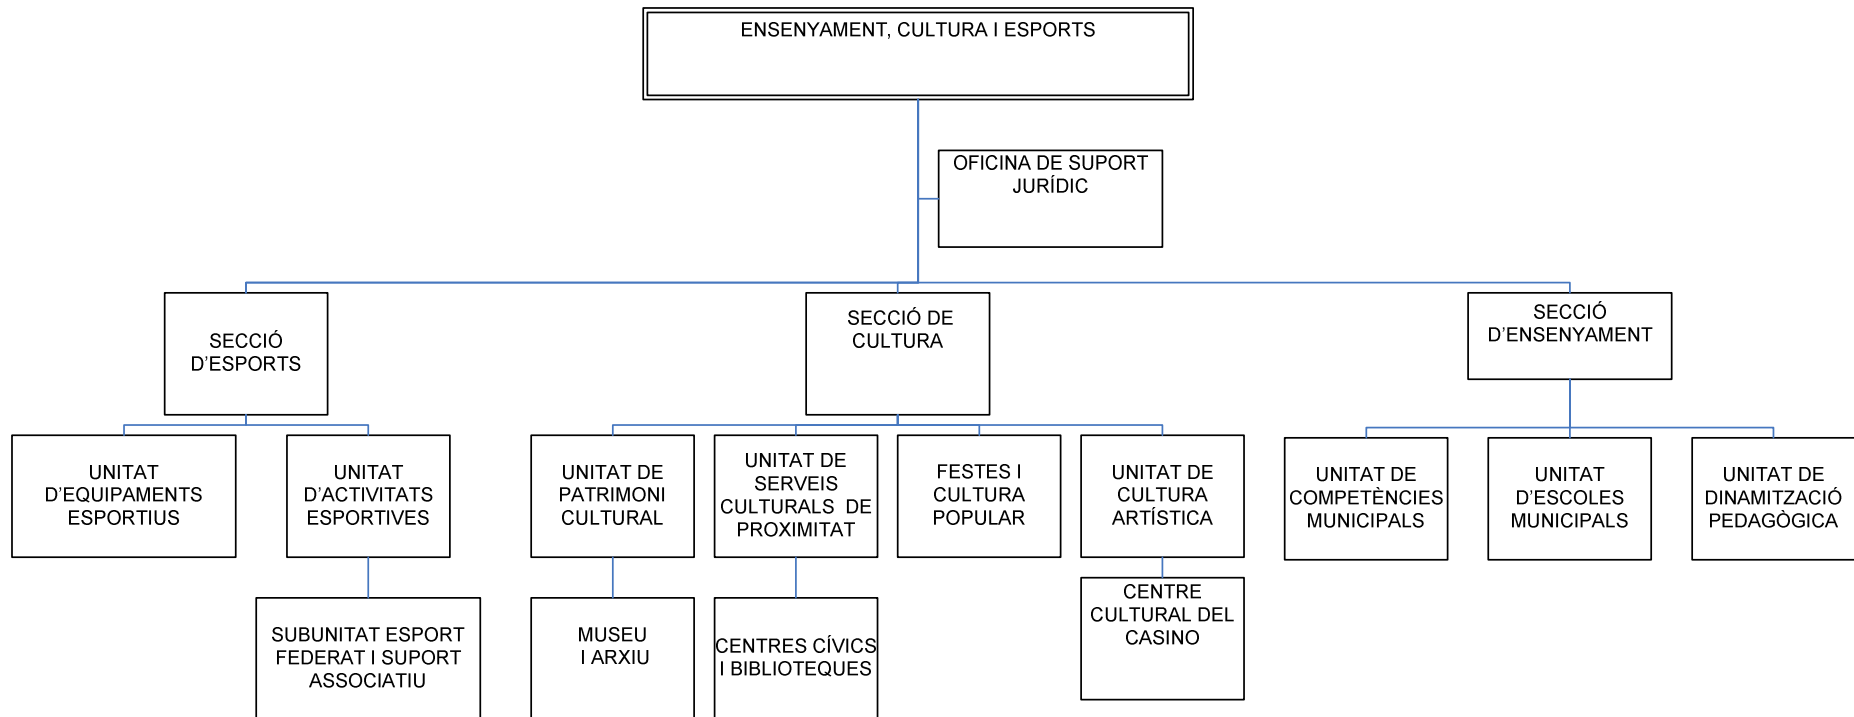 ENSENYAMENT, CULTURA I ESPORTS
OFICINA DE SUPORT
JURÍDIC
SECCIÓ
D'ESPORTS
SECCIÓ DE
CULTURA
SECCIÓ
D'ENSENYAMENT
UNITAT
D'EQUIPAMENTS
ESPORTIUS
UNITAT
D'ACTIVITATS
ESPORTIVES
UNITAT DE
PATRIMONI
CULTURAL
UNITAT DE
SERVEIS
CULTURALS DE
PROXIMITAT
FESTES I
CULTURA
POPULAR
UNITAT DE
CULTURA
ARTÍSTICA
UNITAT DE
COMPETÈNCIES
MUNICIPALS
UNITAT
D'ESCOLES
MUNICIPALS
UNITAT DE
DINAMITZACIÓ
PEDAGÒGICA
SUBUNITAT ESPORT
FEDERAT I SUPORT
ASSOCIATIU
MUSEU
I ARXIU
CENTRES CÍVICS
I BIBLIOTEQUES
CENTRE
CULTURAL DEL
CASINO